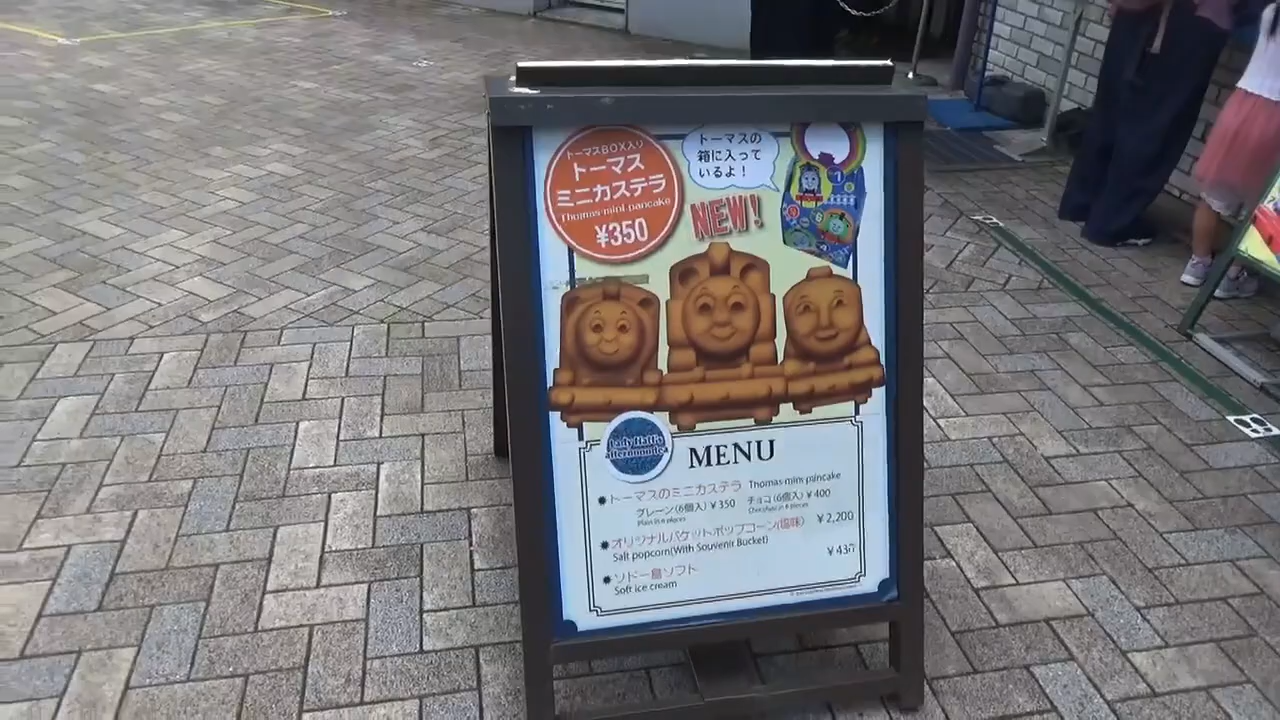 トーマスBOX入り
トーマス
ミニカステラ
Thomas mini pancake
¥350
トーマスの
箱に入って
いるよ！
NEW!
Lady Hatt's
afternoon tea
MENU
トーマスのミニカステラ Thomas mini pancake
プレーン(6個入)¥350 チョコ(6個入)¥400
Plain in 6 pieces Chocolate in 6 pieces
オリジナルバケットポップコーン(塩味) ¥2,200
Salt popcorn(With Souvenir Bucket)
ソドー島ソフト ¥430
Soft ice cream